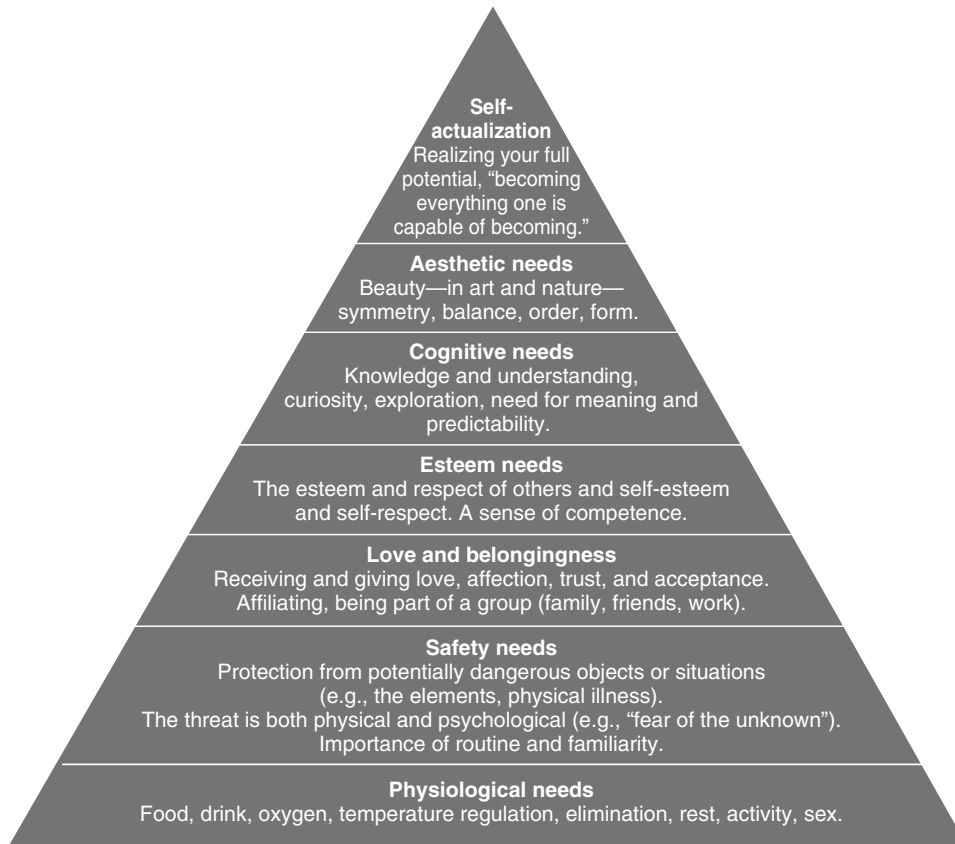 Self-
actualization
Realizing your full
potential, “becoming
everything one is
capable of becoming.”
Aesthetic needs
Beauty—in art and nature—
symmetry, balance, order, form.
Cognitive needs
Knowledge and understanding,
curiosity, exploration, need for meaning and
predictability.
Esteem needs
The esteem and respect of others and self-esteem
and self-respect. A sense of competence.
Love and belongingness
Receiving and giving love, affection, trust, and acceptance.
Affiliating, being part of a group (family, friends, work).
Safety needs
Protection from potentially dangerous objects or situations
(e.g., the elements, physical illness).
The threat is both physical and psychological (e.g., “fear of the unknown”).
Importance of routine and familiarity.
Physiological needs
Food, drink, oxygen, temperature regulation, elimination, rest, activity, sex.